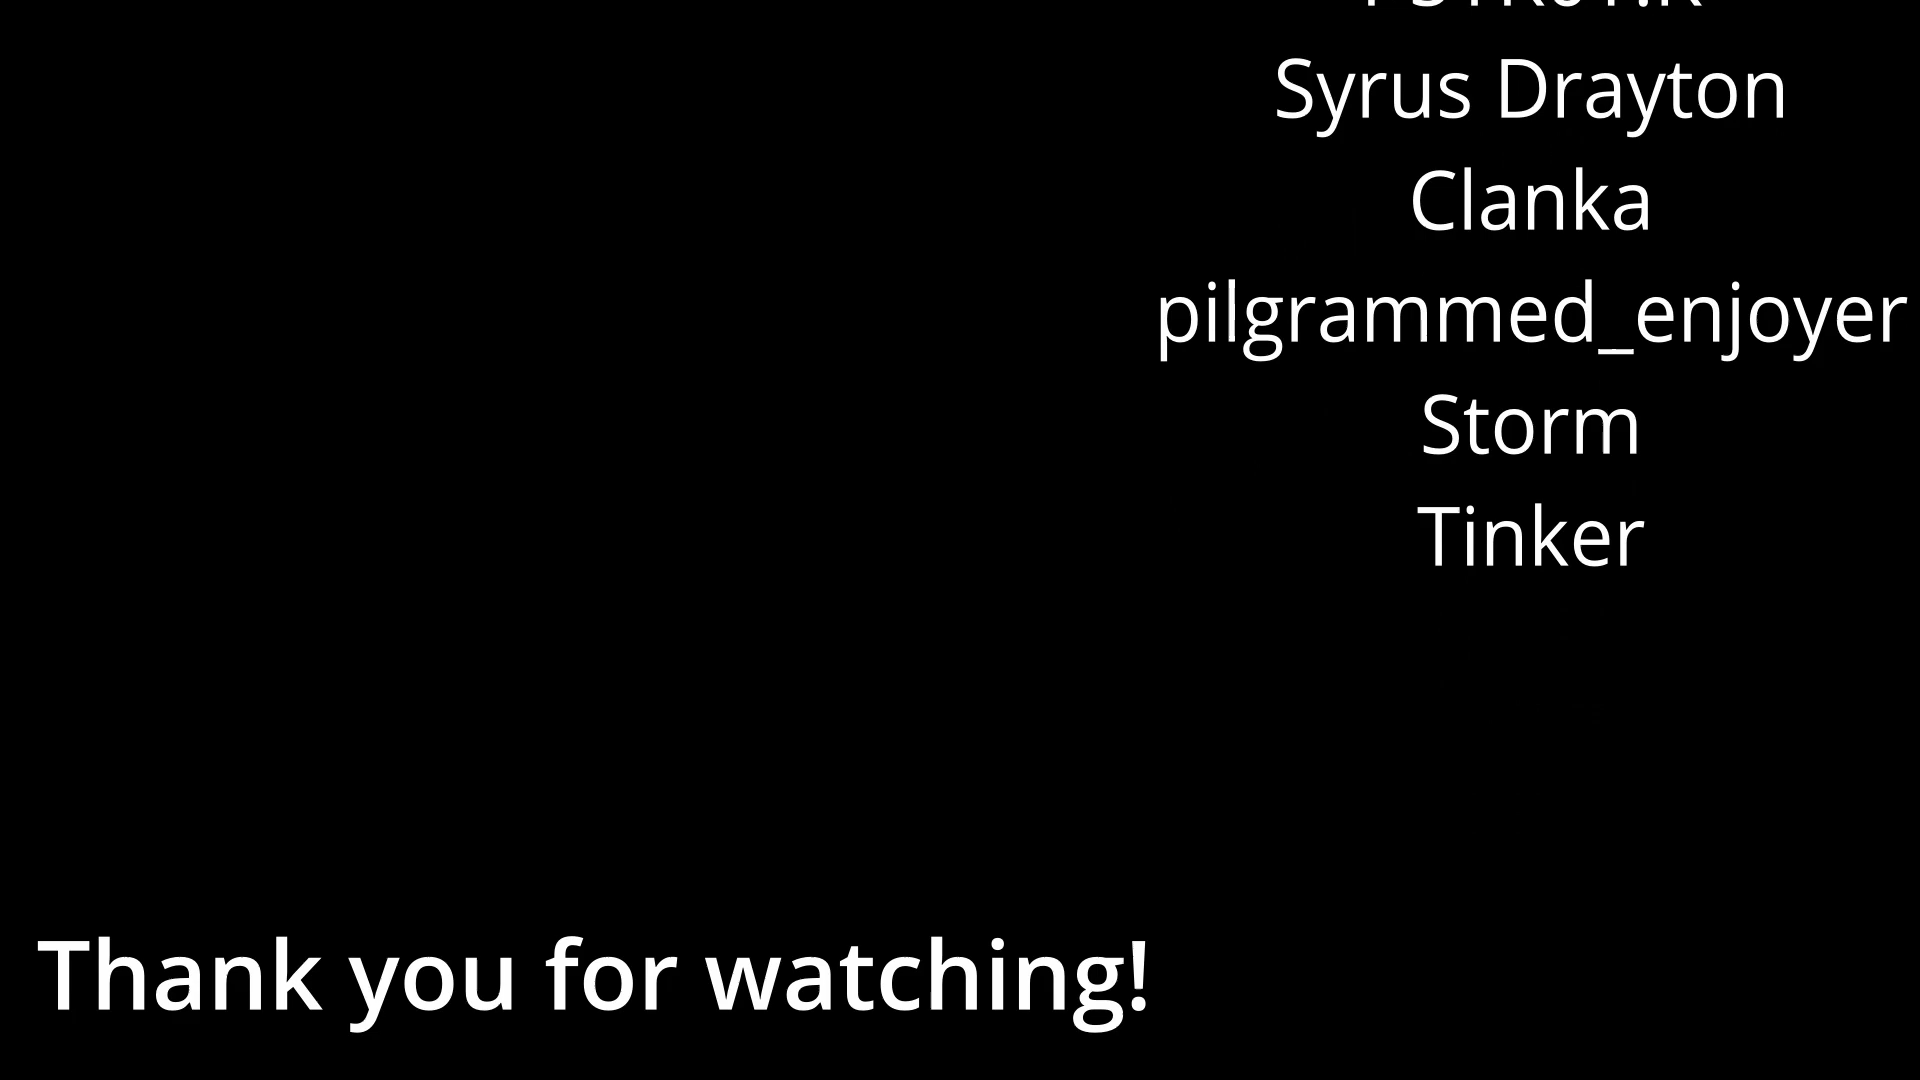 Syrus Drayton
Clanka
pilgrammed_enjoyer
Storm
Tinker
Thank you for watching!